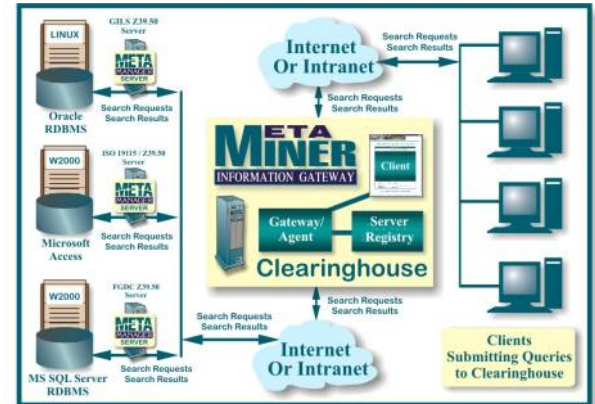 LINUX
GILS Z39.50
Server
META
MANAGER
SERVER
Search Requests
Search Results
Oracle
RDBMS
W2000
ISO 19115 / Z39.50
Server
META
MANAGER
SERVER
Search Requests
Search Results
Microsoft
Access
W2000
FGDC Z39.50
Server
META
MANAGER
SERVER
Search Requests
Search Results
MS SQL Server
RDBMS
Search Requests
Search Results
Internet
Or Intranet
Search Requests
Search Results
Search Requests
Search Results
META
MINER
INFORMATION GATEWAY
Client
Gateway/
Agent
Server
Registry
Clearinghouse
Search Requests
Search Results
Internet
Or Intranet
Clients
Submitting Queries
to Clearinghouse